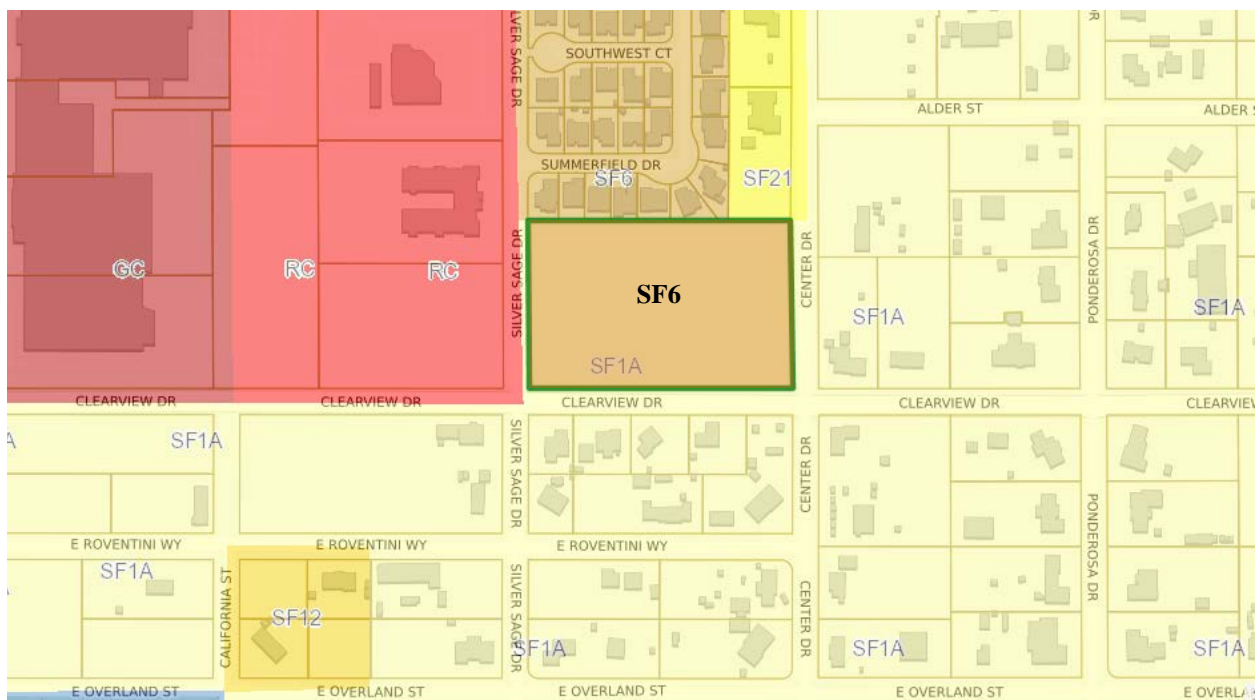 SILVER SAGE DR
SOUTHWEST CT
ALDER ST
ALDER
SUMMERFIELD DR
SF6
SF21
SILVER SAGE DR
CENTER DR
PONDEROSA DR
GC
RC
RC
SF6
SF1A
SF1A
SF1A
CLEARVIEW DR
CLEARVIEW DR
CLEARVIEW DR
CLEARVIEW DR
CLEARVIEW
SF1A
SILVER SAGE DR
CENTER DR
PONDEROSA DR
E ROVENTINI WY
E ROVENTINI WY
E ROVENTINI WY
SF1A
CALIFORNIA ST
SF12
SILVER SAGE DR
SF1A
CENTER DR
SF1A
SF1A
E OVERLAND ST
E OVERLAND ST
E OVERLAND ST
E OVERLAND ST
E OVERLA